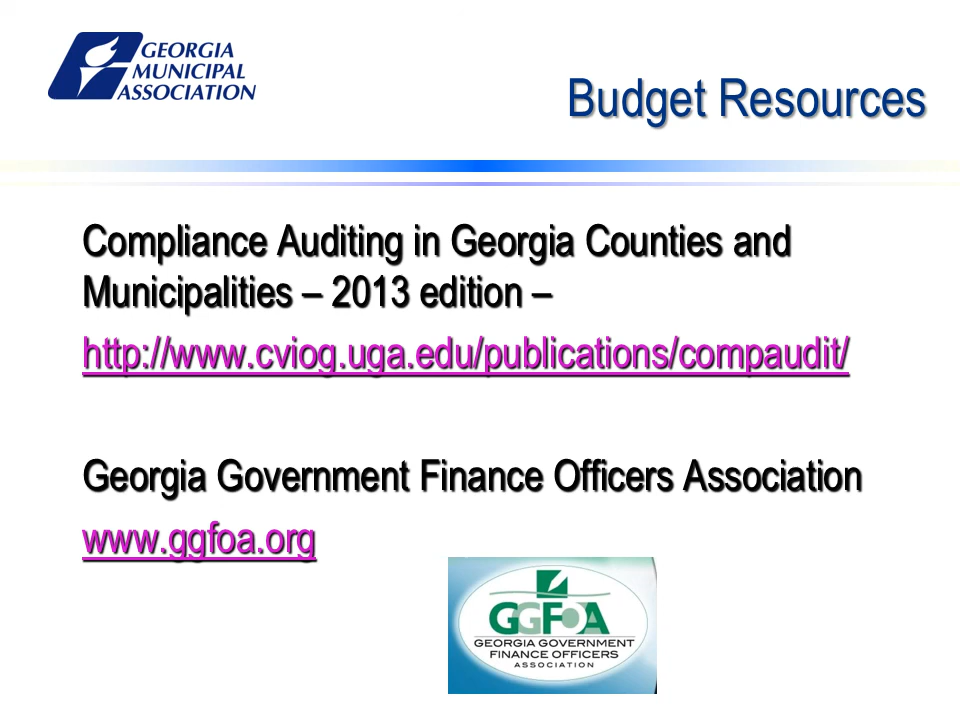 GEORGIA
MUNICIPAL
ASSOCIATION
Budget Resources
Compliance Auditing in Georgia Counties and
Municipalities – 2013 edition –
http://www.cviog.uga.edu/publications/compaudit/
Georgia Government Finance Officers Association
www.ggfoa.org
GGFOA
GEORGIA GOVERNMENT
FINANCE OFFICERS
ASSOCIATION